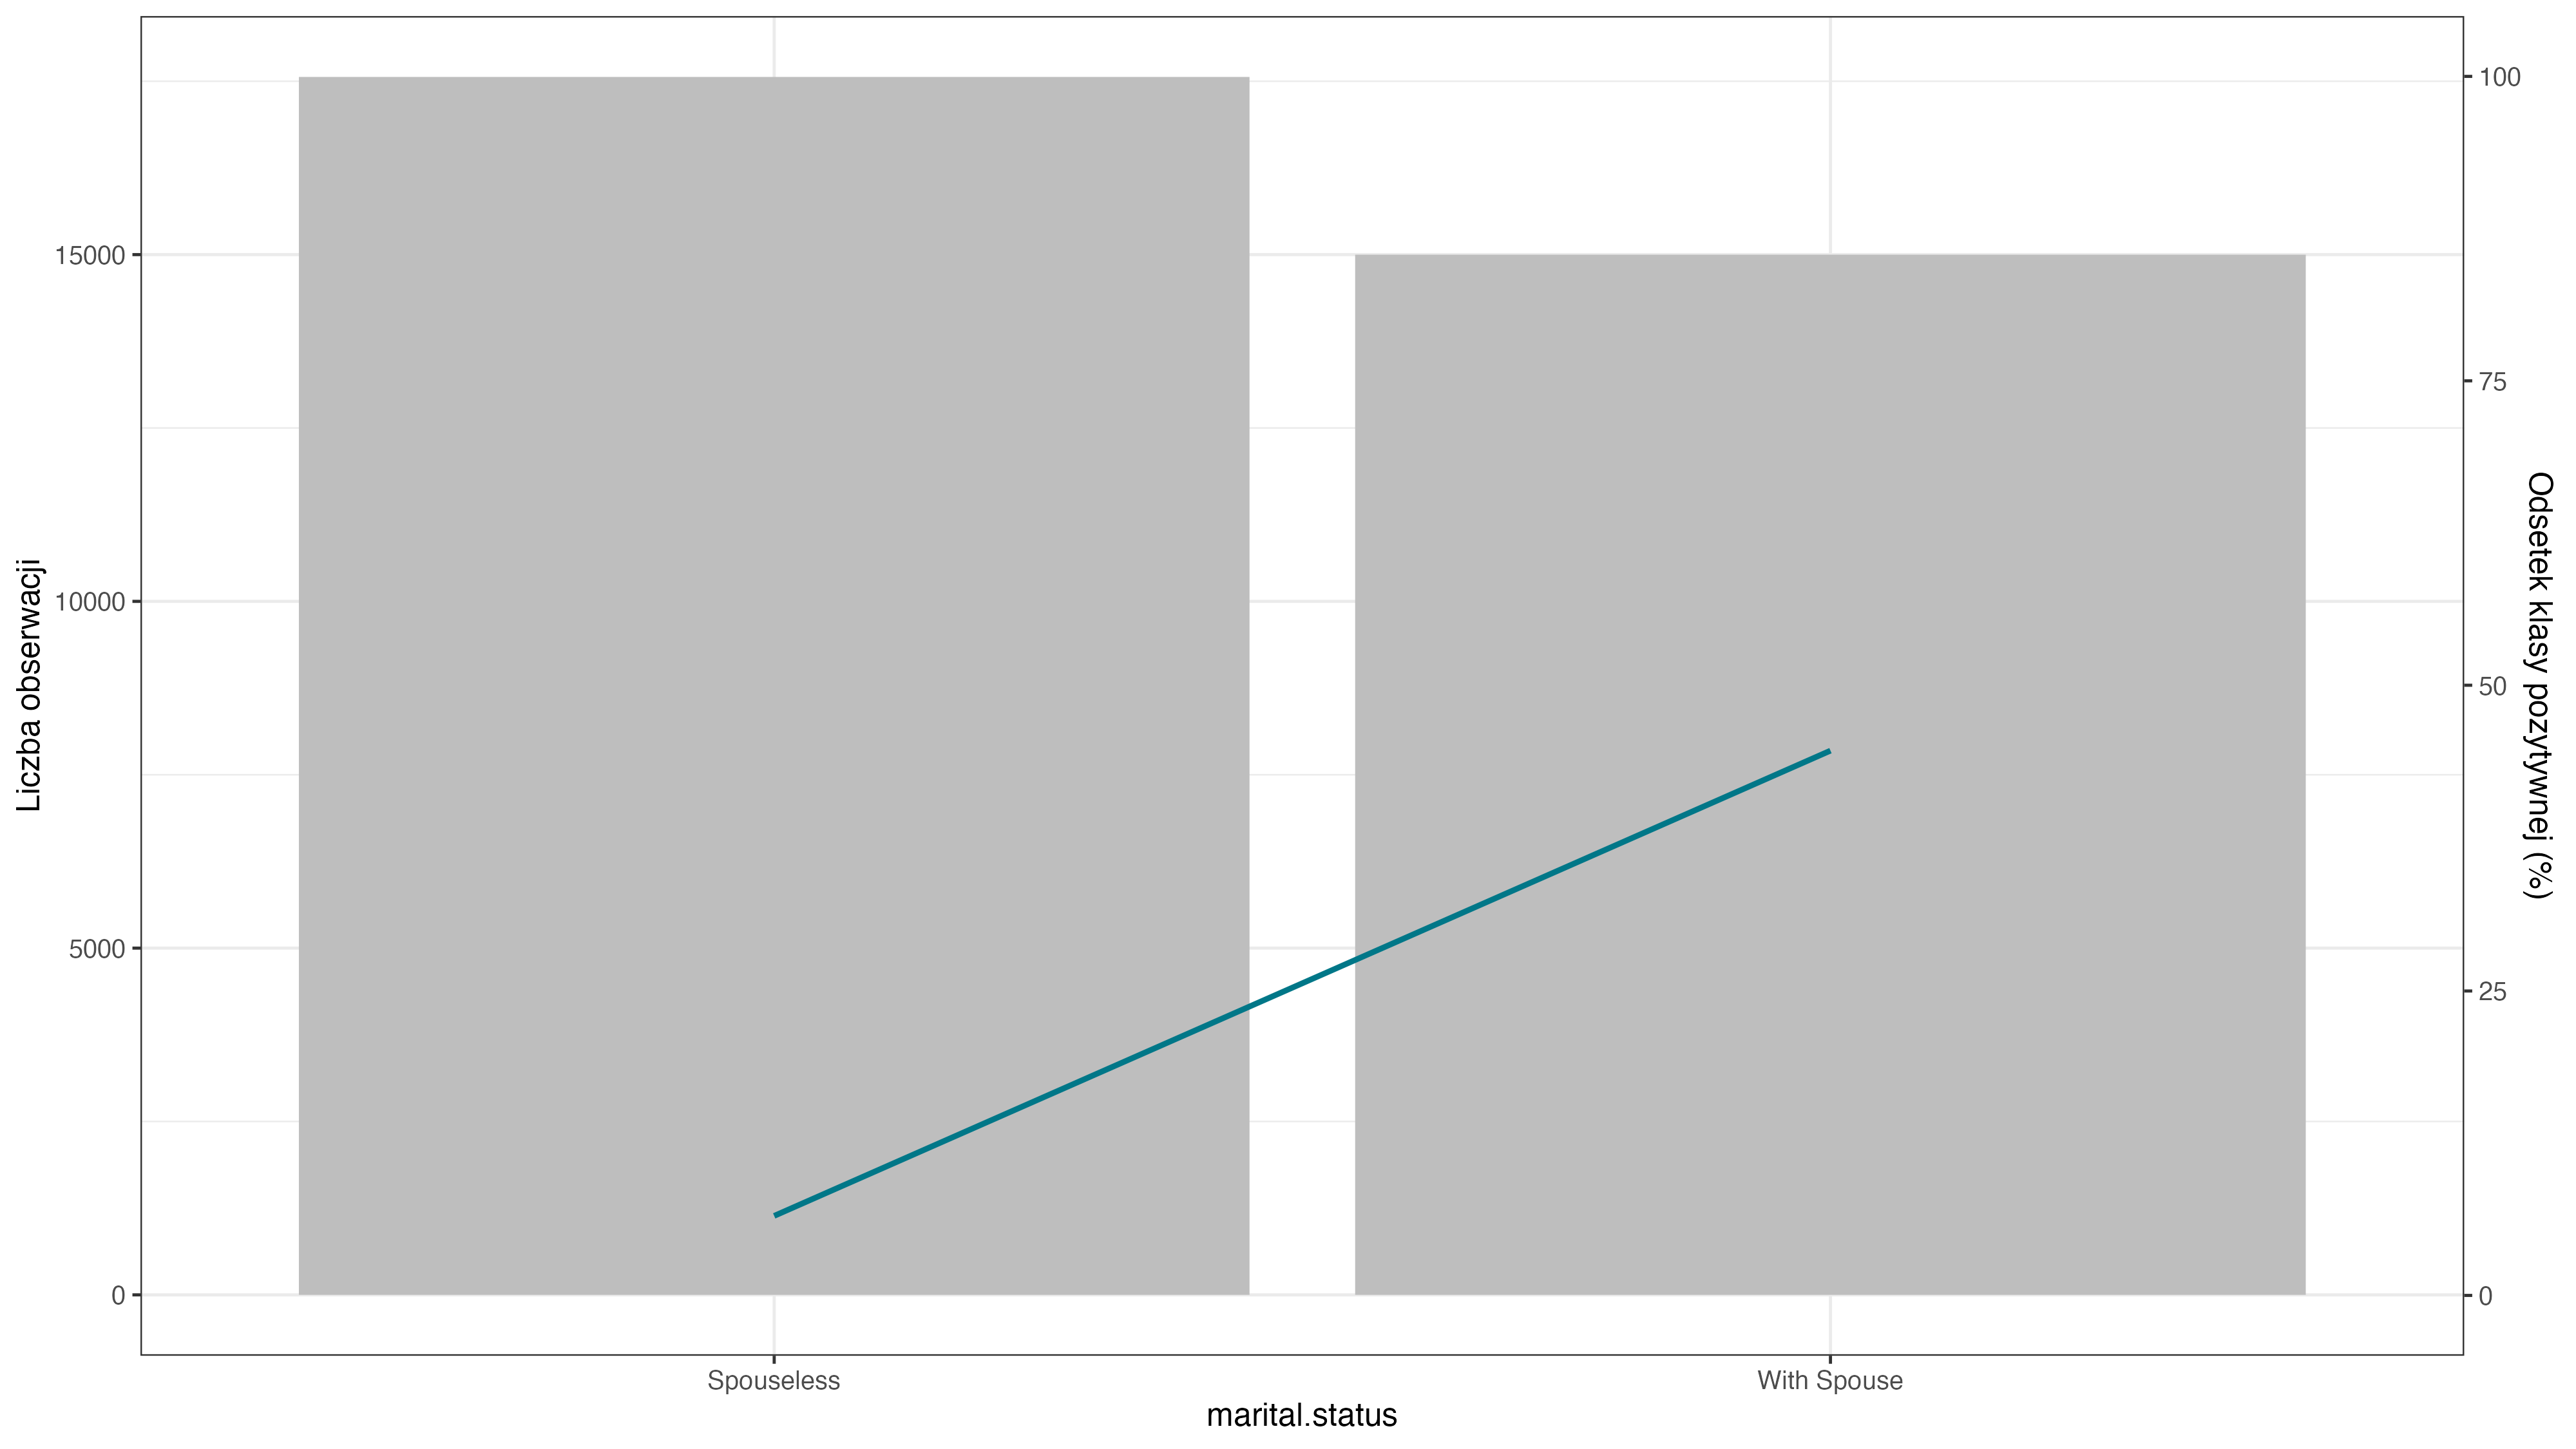 Liczba obserwacji
15000
10000
5000
0
100
75
50
25
0
Odsetek klasy pozytywnej (%)
Spouseless
With Spouse
marital.status